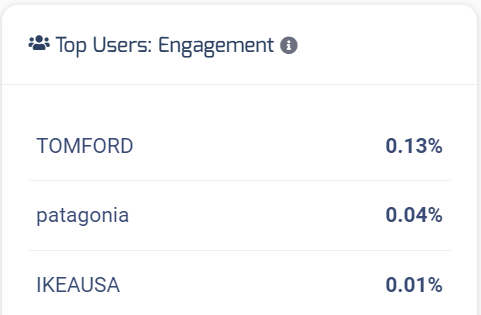 Top Users: Engagement
TOMFORD 0.13%
patagonia 0.04%
IKEAUSA 0.01%